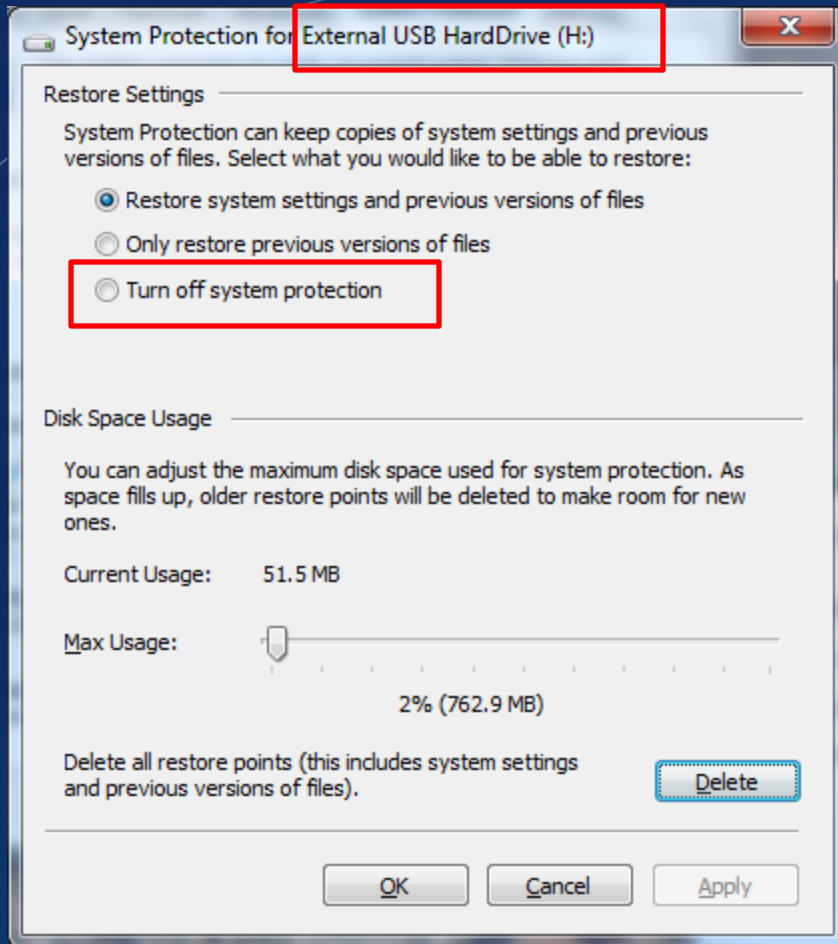 System Protection for External USB HardDrive (H:)
Restore Settings
System Protection can keep copies of system settings and previous
versions of files. Select what you would like to be able to restore:
Restore system settings and previous versions of files
Only restore previous versions of files
Turn off system protection
Disk Space Usage
You can adjust the maximum disk space used for system protection. As
space fills up, older restore points will be deleted to make room for new
ones.
Current Usage: 51.5 MB
Max Usage:
2% (762.9 MB)
Delete all restore points (this includes system settings
and previous versions of files).
Delete
OK Cancel Apply